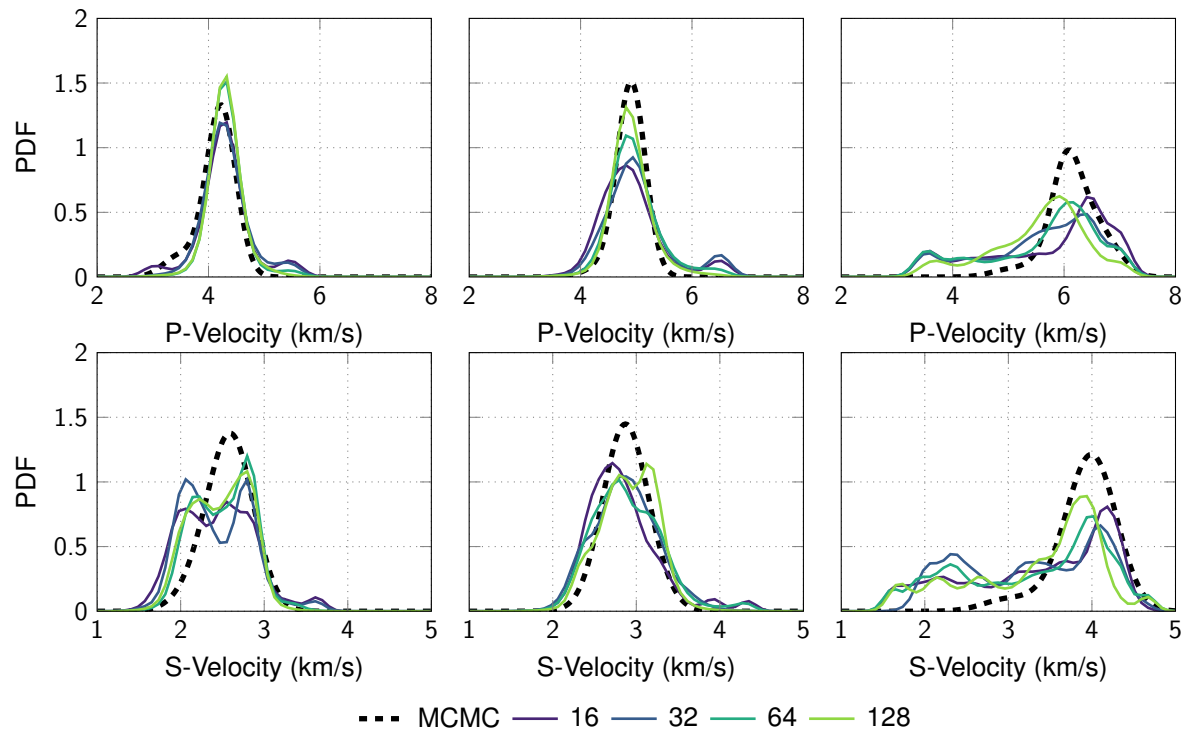 2
1.5
1
0.5
0
PDF
2 4 6 8
2 4 6 8
2 4 6 8
P-Velocity (km/s)
P-Velocity (km/s)
P-Velocity (km/s)
2
1.5
1
0.5
0
PDF
1 2 3 4 5
1 2 3 4 5
1 2 3 4 5
S-Velocity (km/s)
S-Velocity (km/s)
S-Velocity (km/s)
MCMC 16 32 64 128